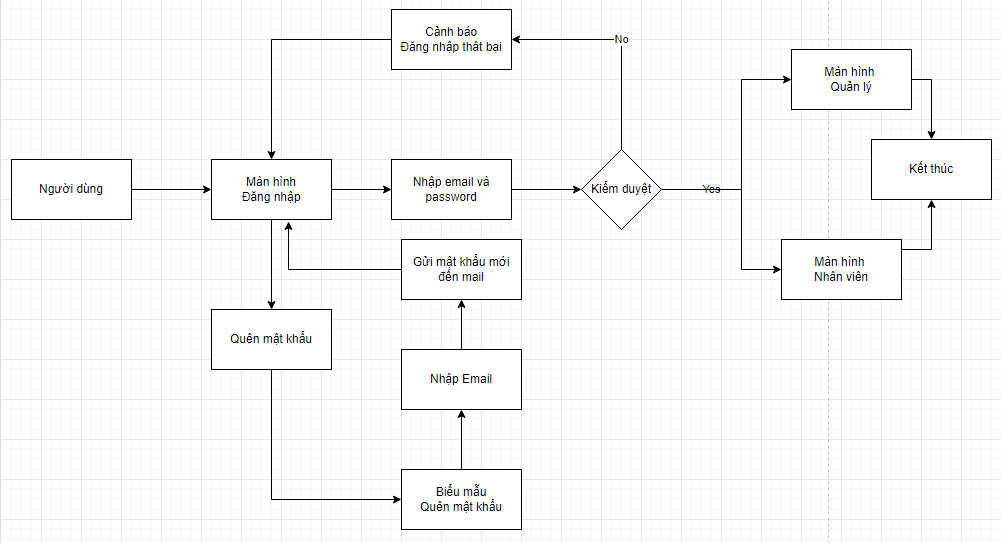 Cảnh báo
Đăng nhập thât bại
No
Màn hình
Quản lý
Kết thúc
Người dùng
Màn hình
Đăng nhập
Nhập email và
password
Kiểm duyệt
Yes
Gửi mật khẩu mới
đến mail
Màn hình
Nhân viên
Quên mật khẩu
Nhập Email
Biểu mẫu
Quên mật khẩu